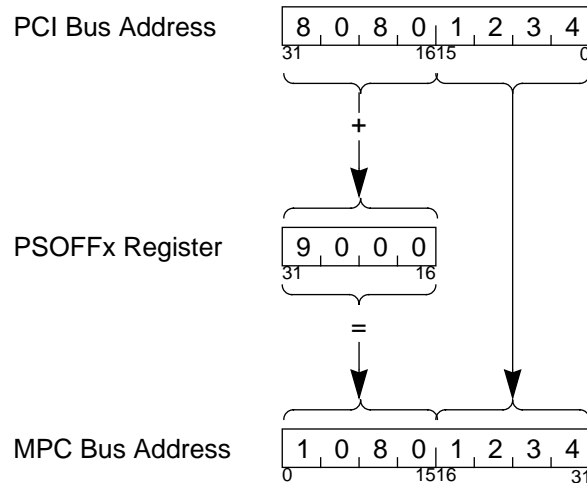 PCI Bus Address 8 0 8 0 1 2 3 4
31 16 15 0
+
PSOFFx Register 9 0 0 0
31 16
=
MPC Bus Address 1 0 8 0 1 2 3 4
0 15 16 31